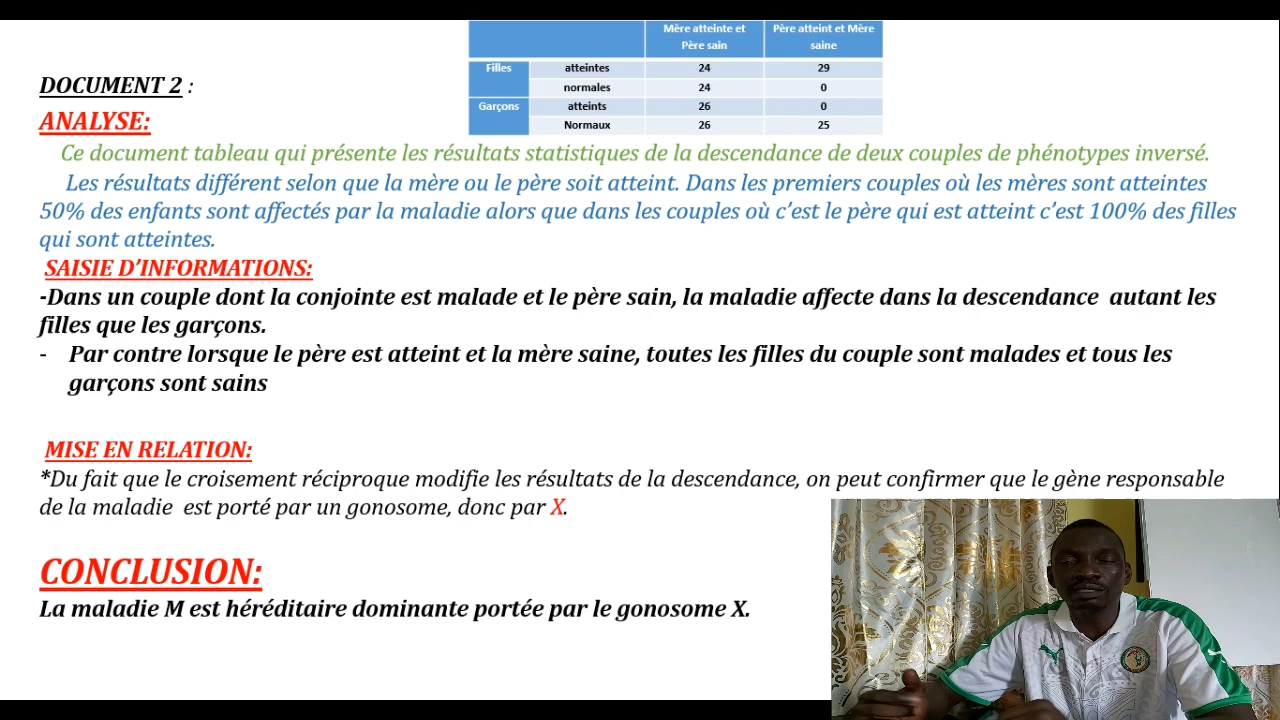 Mère atteinte et Père sain Père atteint et Mère saine
Filles atteintes 24 29
normales 24 0
Garçons atteints 26 0
Normaux 26 25
DOCUMENT 2 :
ANALYSE:
Ce document tableau qui présente les résultats statistiques de la descendance de deux couples de phénotypes inversé.
Les résultats différent selon que la mère ou le père soit atteint. Dans les premiers couples où les mères sont atteintes
50% des enfants sont affectés par la maladie alors que dans les couples où c’est le père qui est atteint c’est 100% des filles
qui sont atteintes.
SAISIE D’INFORMATIONS:
-Dans un couple dont la conjointe est malade et le père sain, la maladie affecte dans la descendance autant les
filles que les garçons.
- Par contre lorsque le père est atteint et la mère saine, toutes les filles du couple sont malades et tous les
garçons sont sains
MISE EN RELATION:
*Du fait que le croisement réciproque modifie les résultats de la descendance, on peut confirmer que le gène responsable
de la maladie est porté par un gonosome, donc par X.
CONCLUSION:
La maladie M est héréditaire dominante portée par le gonosome X.